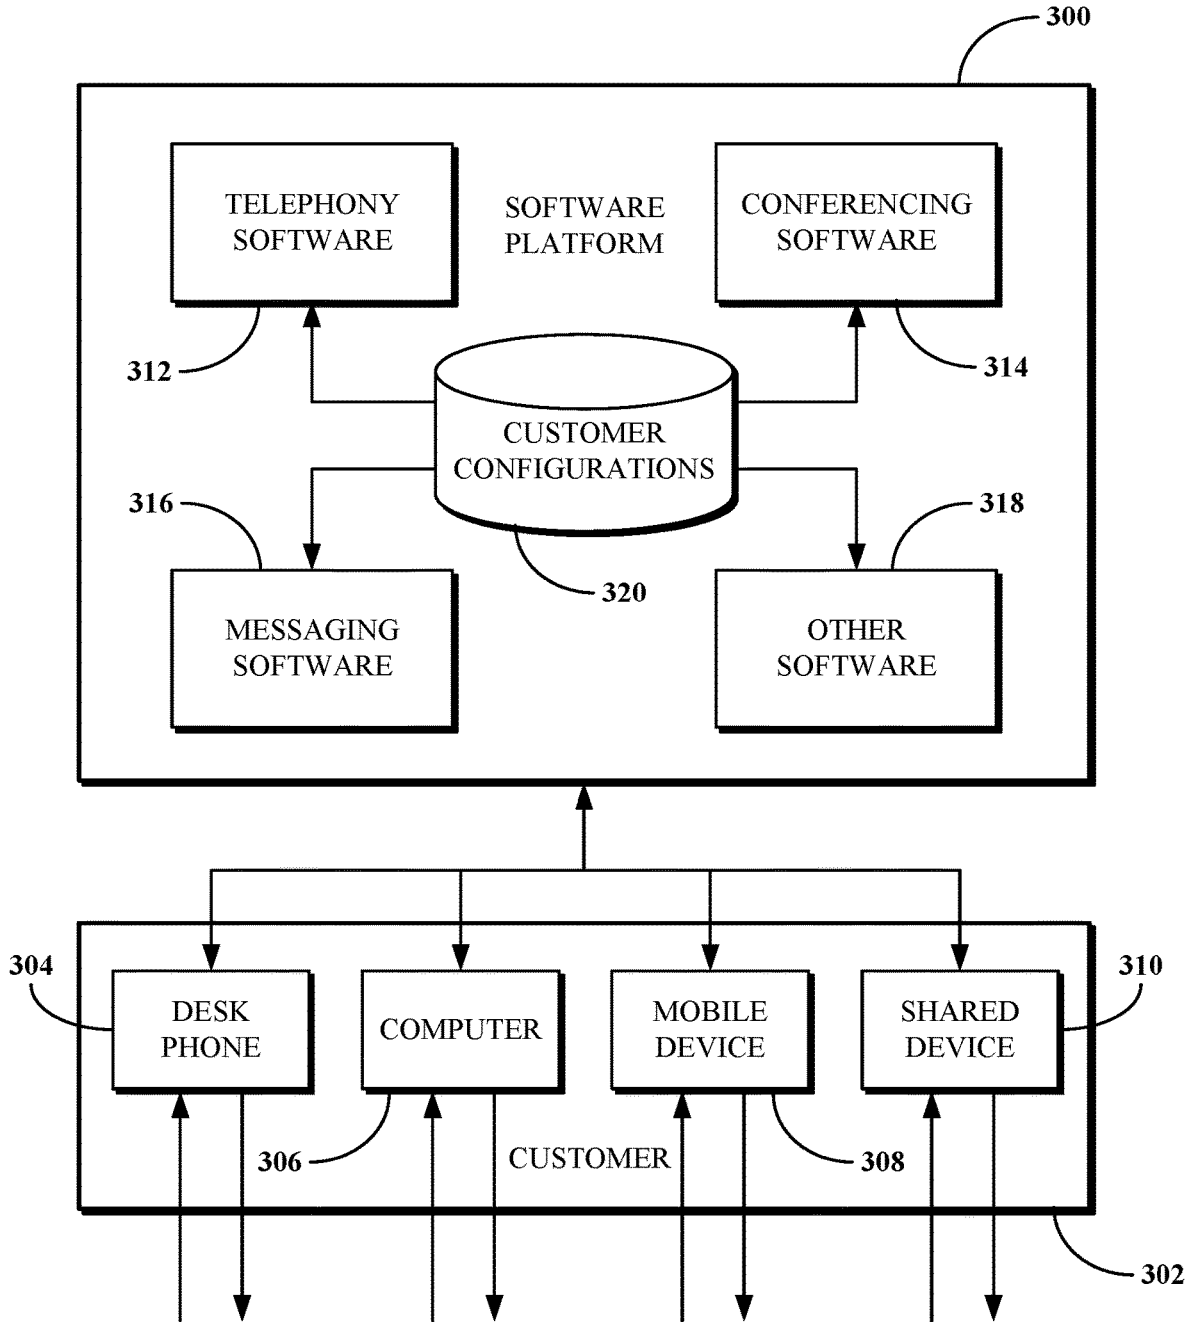 300
TELEPHONY
SOFTWARE
SOFTWARE
PLATFORM
CONFERENCING
SOFTWARE
312
314
CUSTOMER
CONFIGURATIONS
316
318
320
MESSAGING
SOFTWARE
OTHER
SOFTWARE
304
310
DESK
PHONE
COMPUTER
MOBILE
DEVICE
SHARED
DEVICE
306
CUSTOMER
308
302